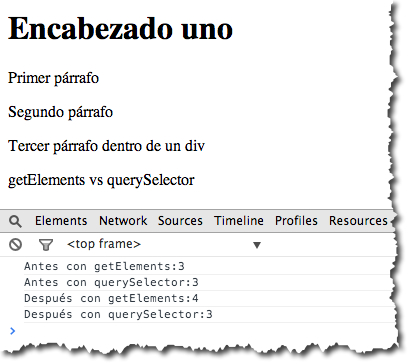 Encabezado uno
Primer párrafo
Segundo párrafo
Tercer párrafo dentro de un div
getElements vs querySelector
Elements Network Sources Timeline Profiles Resources
<top frame>
Antes con getElements:3
Antes con querySelector:3
Después con getElements:4
Después con querySelector:3